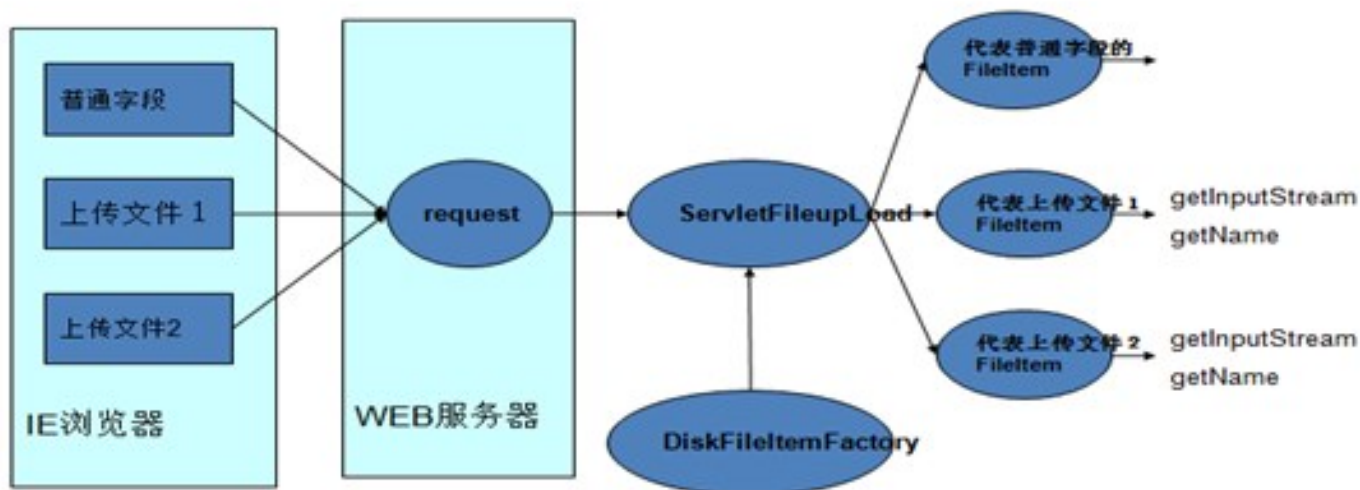 普通字段
上传文件 1
上传文件2
IE浏览器
request
WEB服务器
ServletFileupLoad
DiskFileItemFactory
代表普通字段的
FileItem
代表上传文件 1
FileItem
getInputStream
getName
代表上传文件 2
FileItem
getInputStream
getName